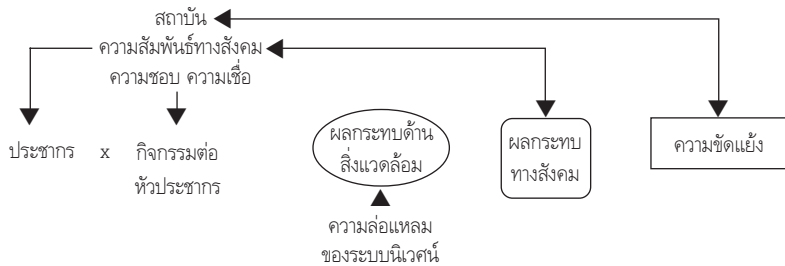 สถาบัน
ความสัมพันธ์ทางสังคม
ความชอบ ความเชื่อ
ประชากร x กิจกรรมต่อ
หัวประชากร
ผลกระทบด้าน
สิ่งแวดล้อม
ผลกระทบ
ทางสังคม
ความขัดแย้ง
ความล่อแหลม
ของระบบนิเวศน์